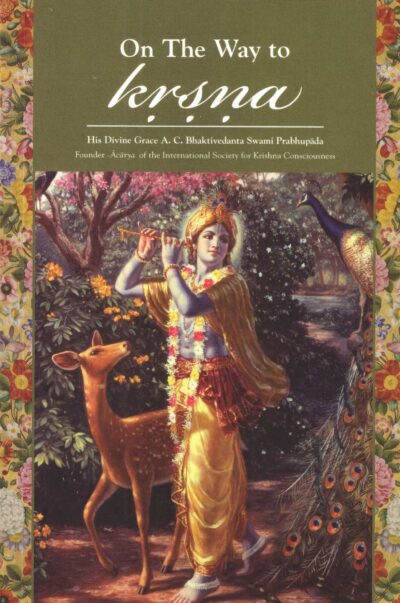 On The Way to
kṛṣṇa
His Divine Grace A. C. Bhaktivedanta Swami Prabhupāda
Founder -Ācārya of the International Society for Krishna Consciousness